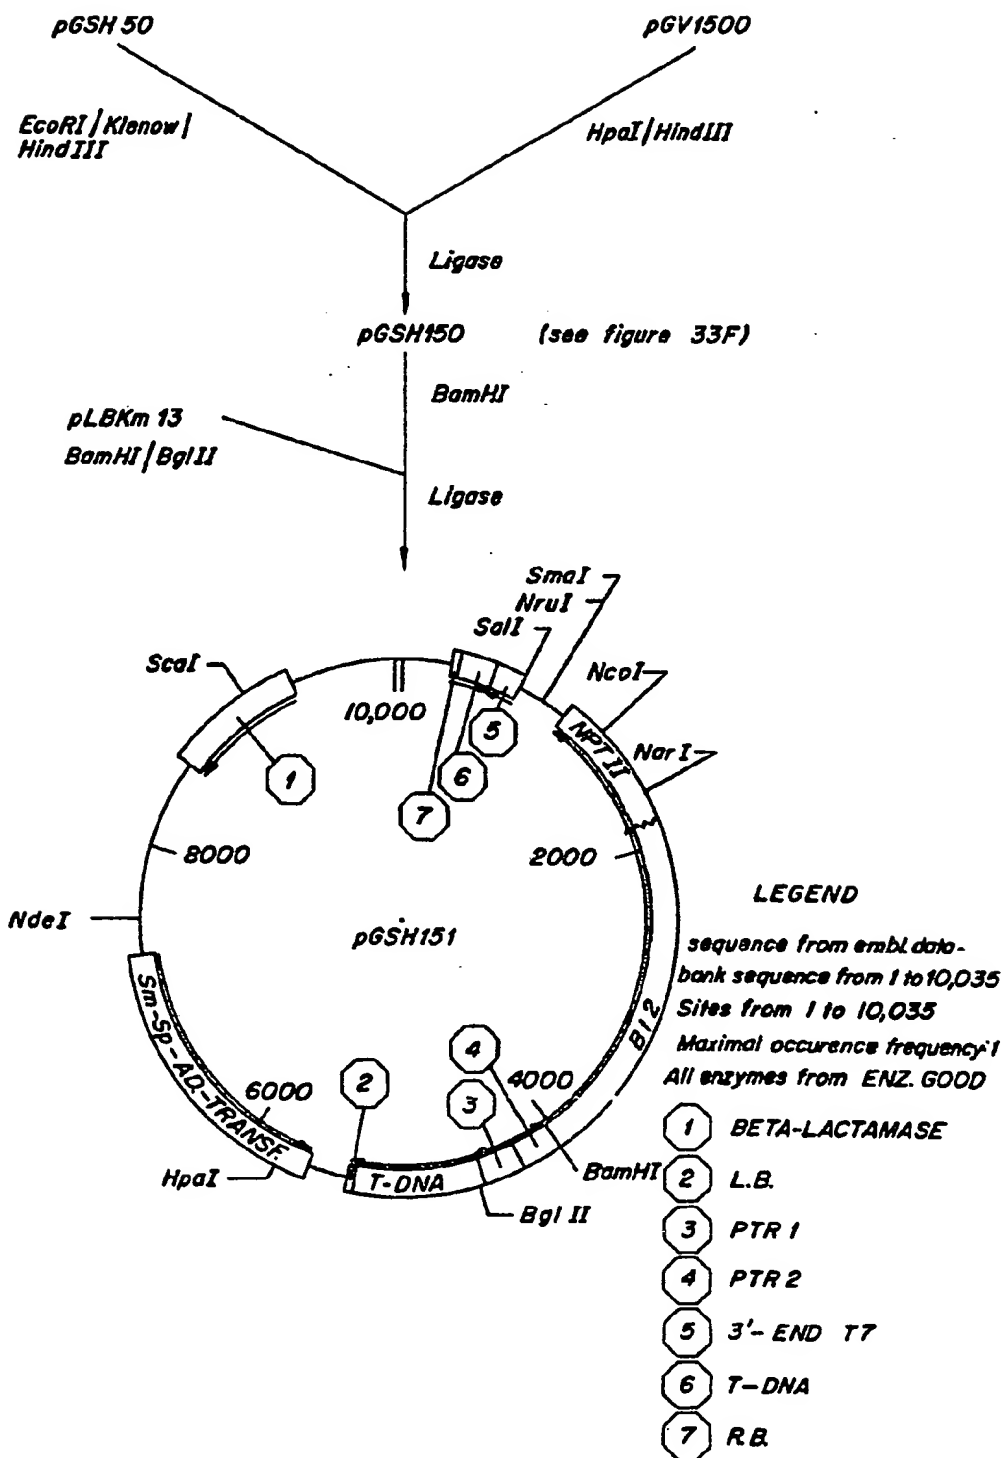 pGSH 50
pGV1500
EcoRI/Klenow/
HindIII
HpaI/HindIII
Ligase
pGSH150 (see figure 33F)
BamHI
pLBKm 13
BamHI/BglII
Ligase
SmaI
NruI
SalI
ScaI
NcoI
10,000
NPTII
NarI
5
6
7
1
8000
2000
NdeI
pGSH151
LEGEND
sequence from embl.data-
bank sequence from 1 to 10,035
Sites from 1 to 10,035
Maximal occurence frequency:1
All enzymes from ENZ. GOOD
Bt2
Sm-Sp-AD.-TRANSF.
6000
2
4
3
4000
HpaI
T-DNA
BamHI
Bgl II
1 BETA-LACTAMASE
2 L.B.
3 PTR 1
4 PTR 2
5 3'-END T7
6 T-DNA
7 R.B.